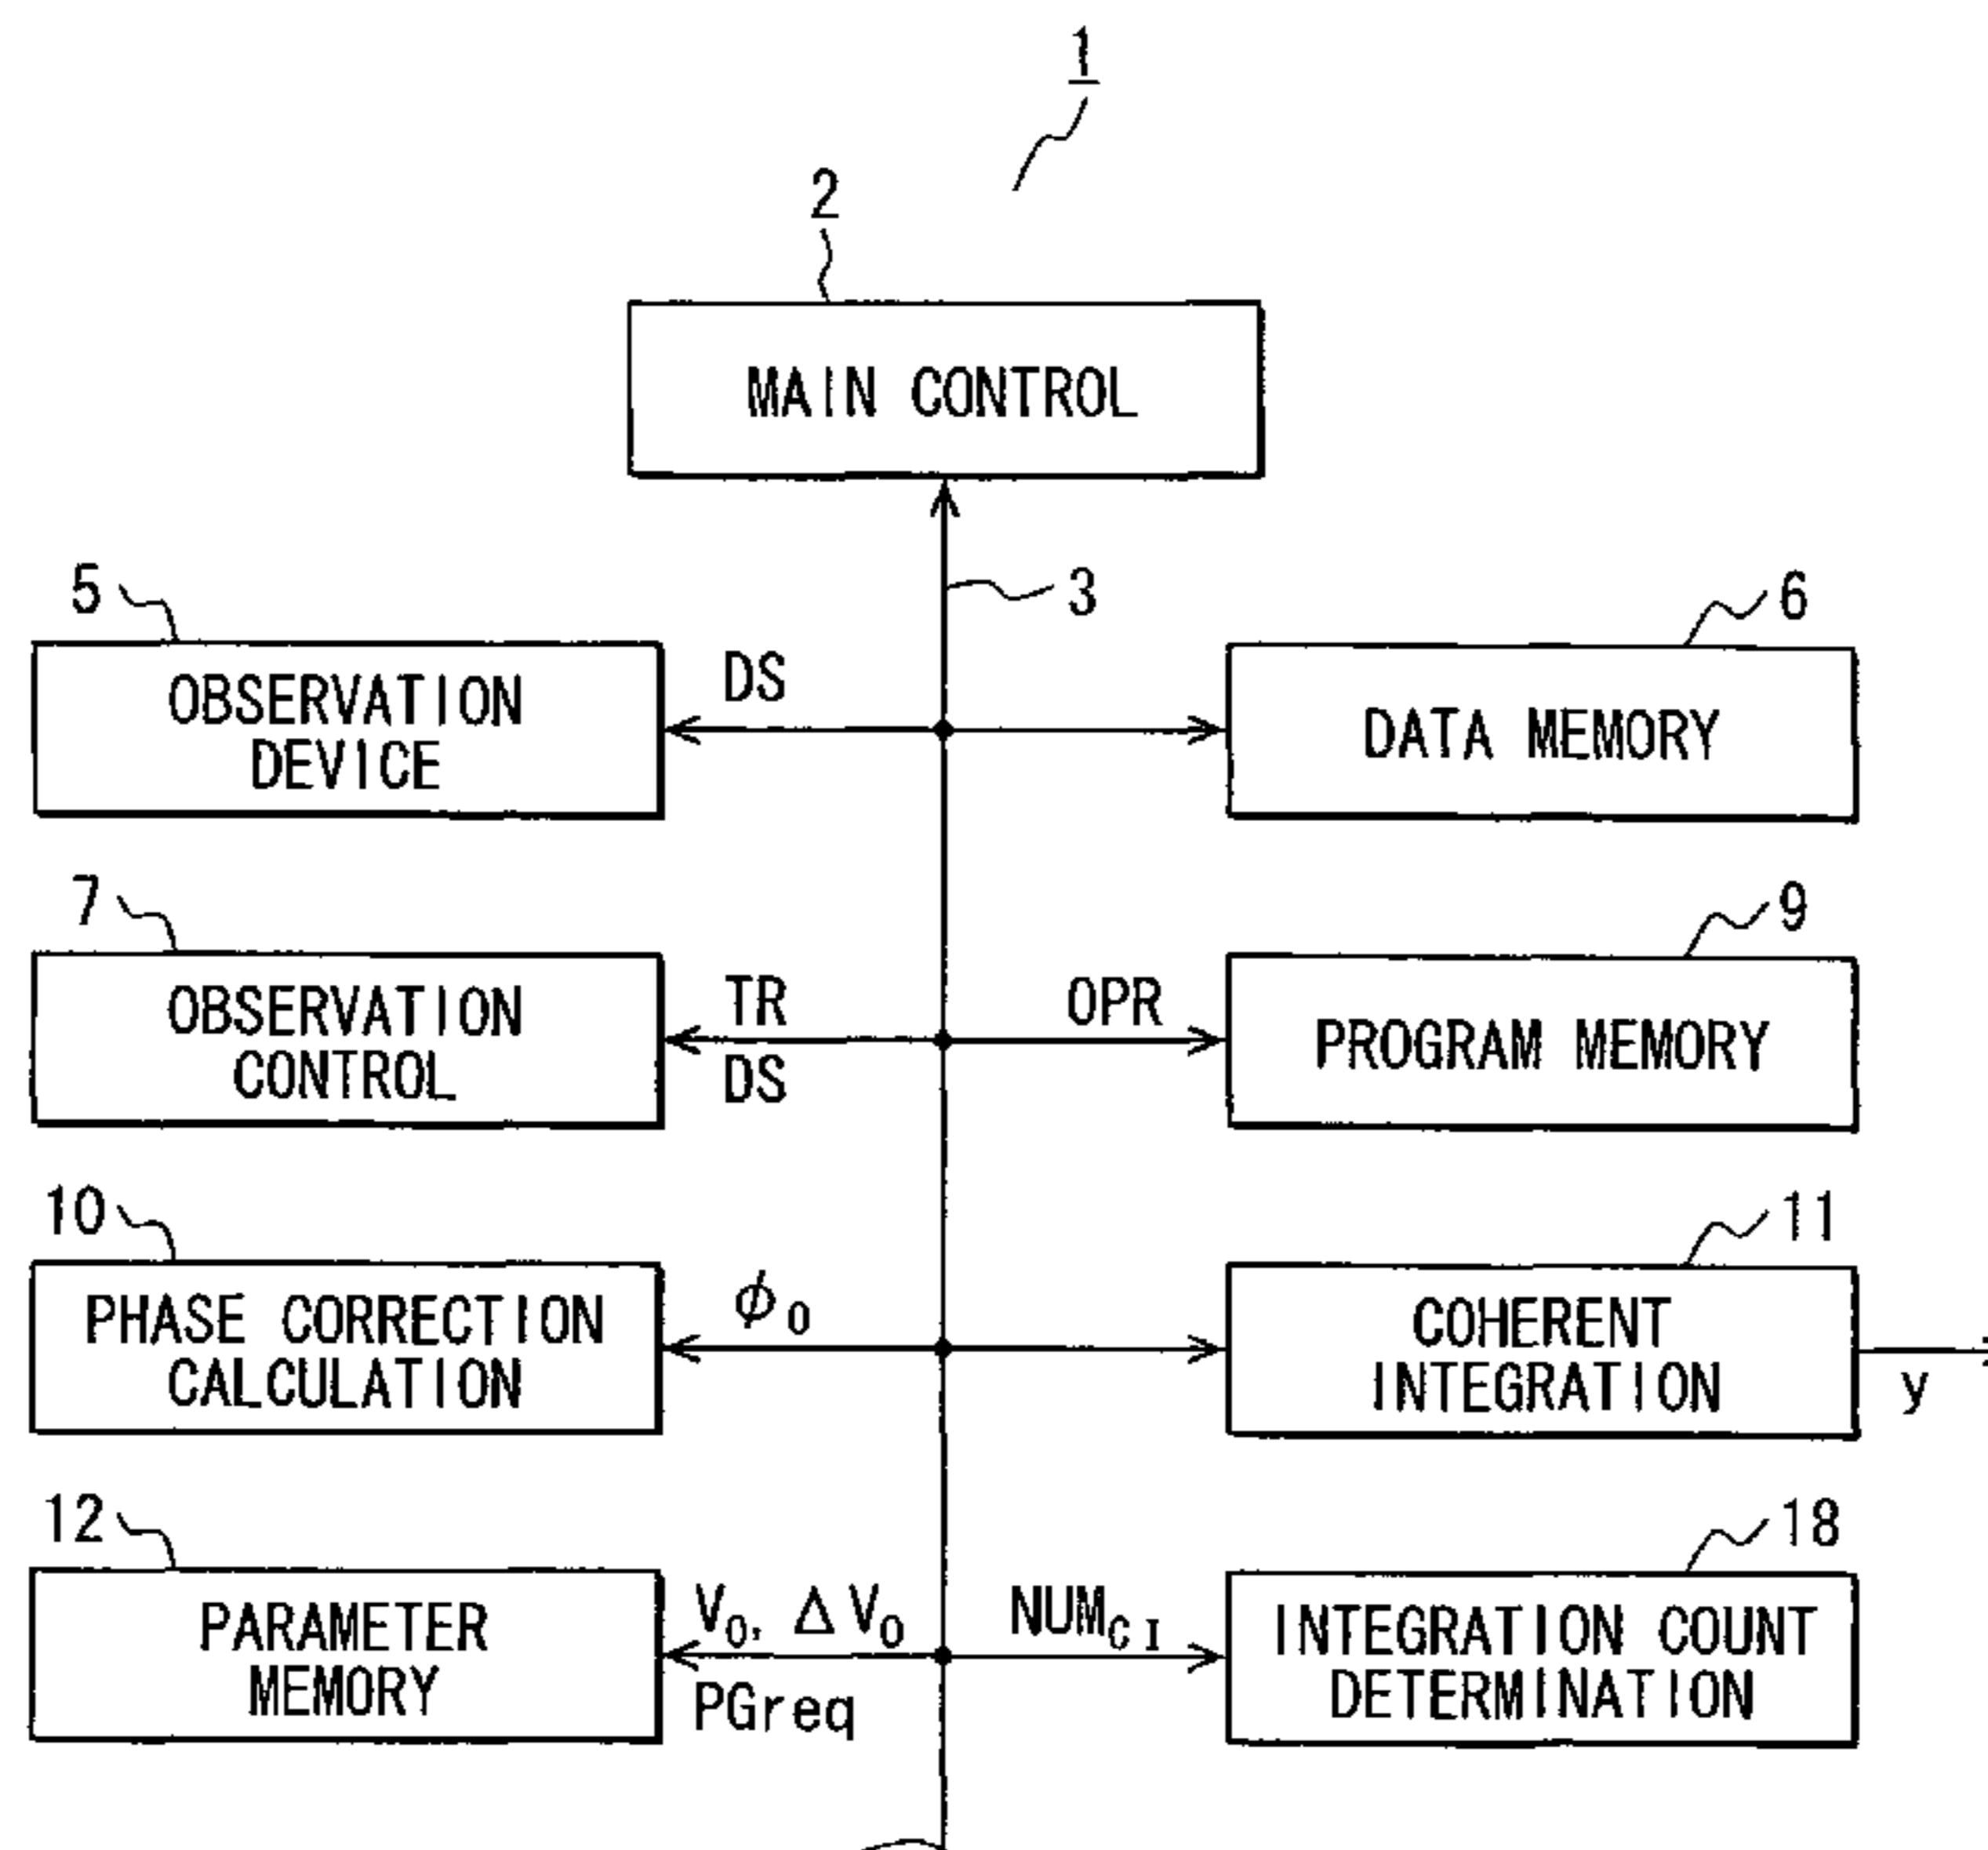 1
2
MAIN CONTROL
3
5
6
OBSERVATION
DEVICE
DS
DATA MEMORY
7
9
OBSERVATION
CONTROL
TR
DS
OPR
PROGRAM MEMORY
10
11
PHASE CORRECTION
CALCULATION
ϕ0
COHERENT
INTEGRATION
y
12
18
PARAMETER
MEMORY
V0, ΔV0
PGreq
NUMCI
INTEGRATION COUNT
DETERMINATION